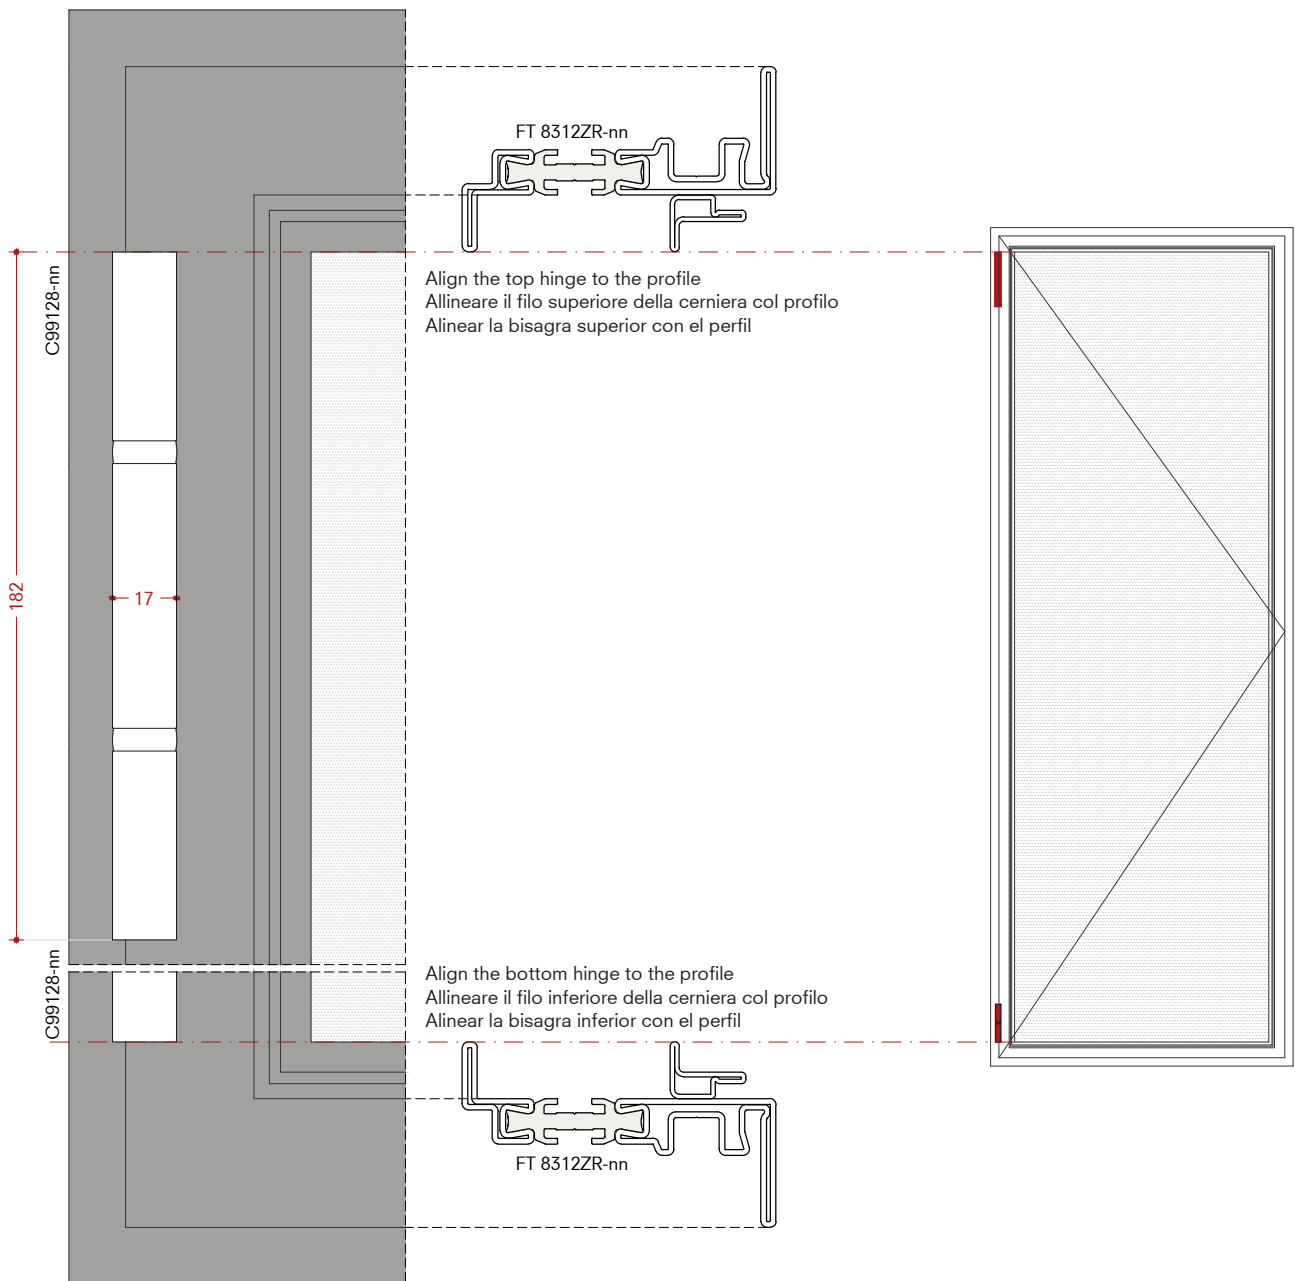 FT 8312ZR-nn
C99128-nn
Align the top hinge to the profile
Allineare il filo superiore della cerniera col profilo
Alinear la bisagra superior con el perfil
182
17
C99128-nn
Align the bottom hinge to the profile
Allineare il filo inferiore della cerniera col profilo
Alinear la bisagra inferior con el perfil
FT 8312ZR-nn